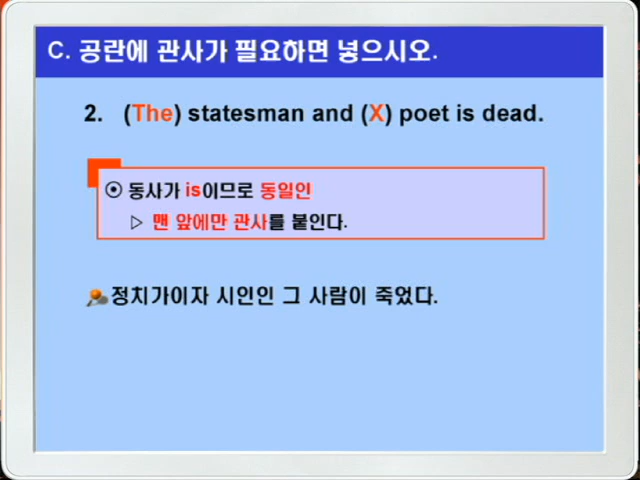 C. 공란에 관사가 필요하면 넣으시오.
2. (The) statesman and (X) poet is dead.
⊙ 동사가 is이므로 동일인
▷ 맨 앞에만 관사를 붙인다.
정치가이자 시인인 그 사람이 죽었다.